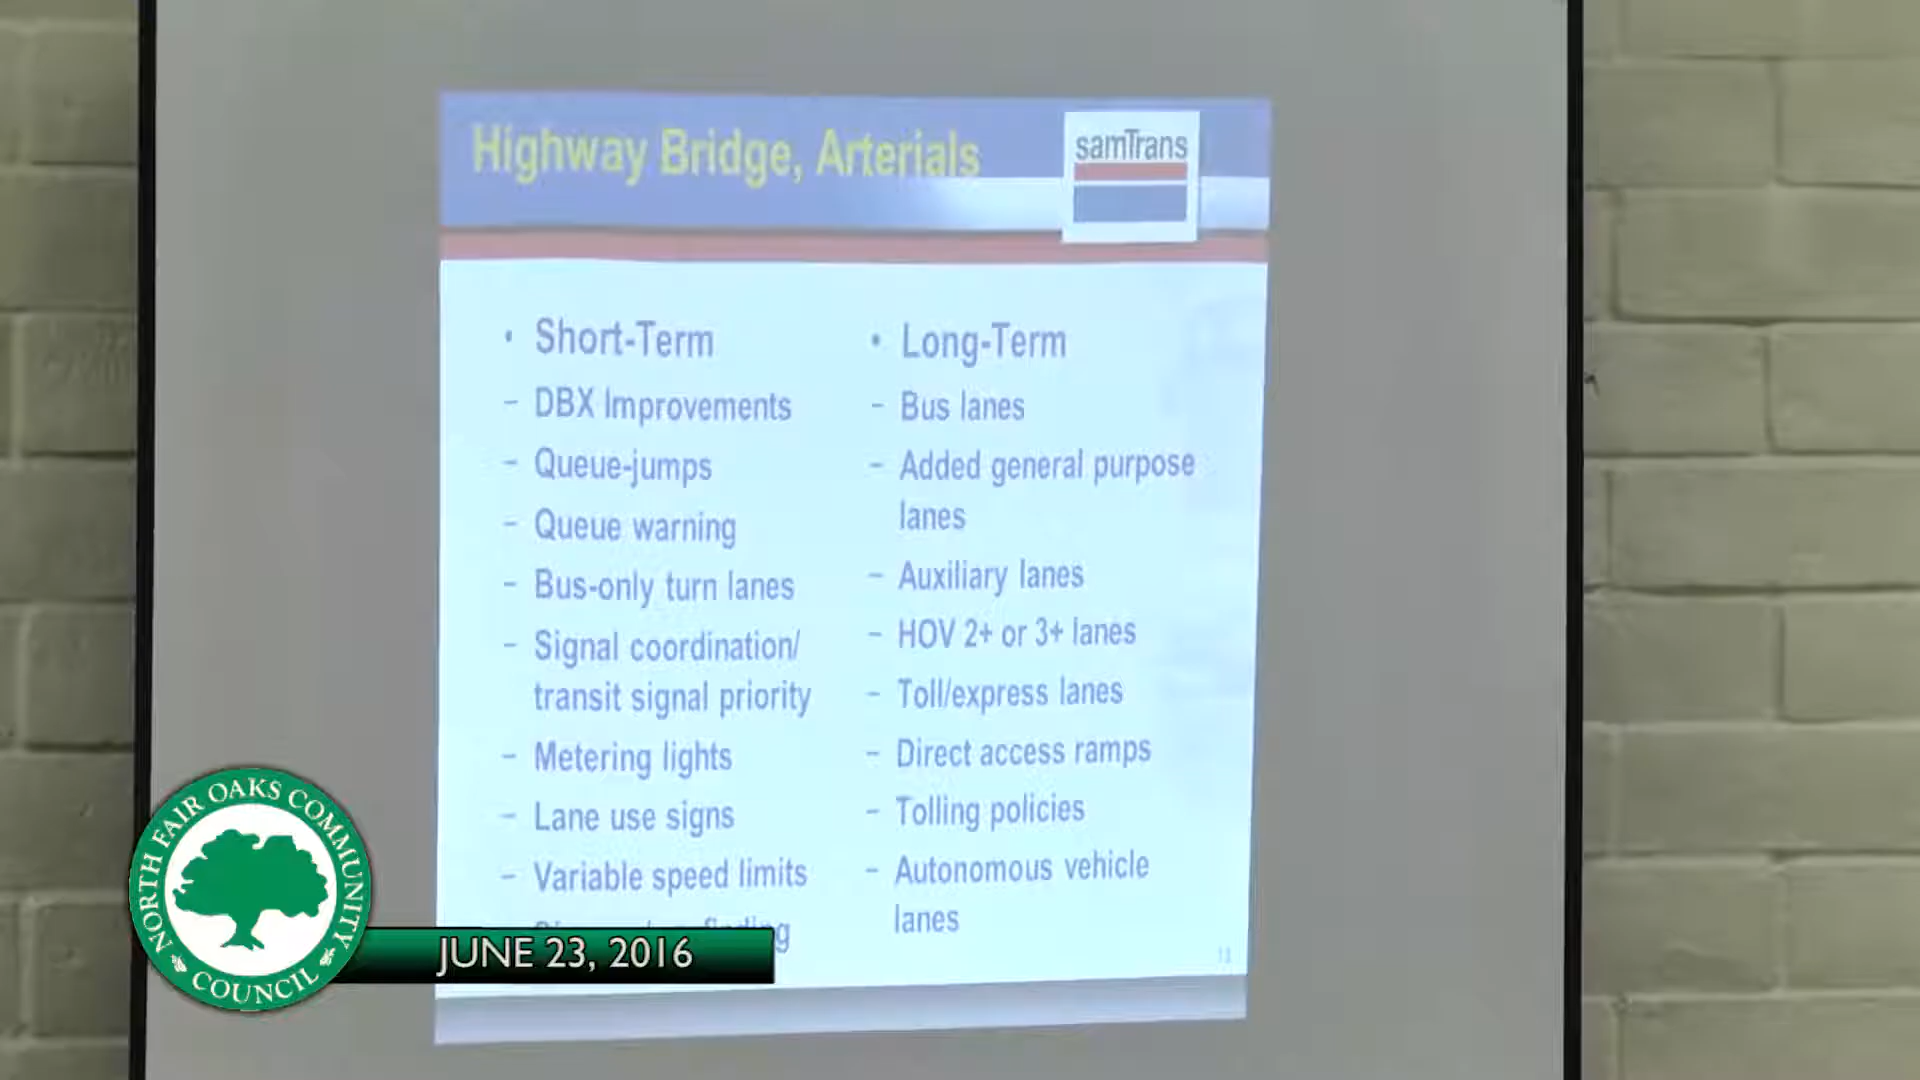 Highway Bridge, Arterials
samTrans
• Short-Term
– DBX Improvements
– Queue-jumps
– Queue warning
– Bus-only turn lanes
– Signal coordination/
transit signal priority
– Metering lights
– Lane use signs
– Variable speed limits
• Long-Term
– Bus lanes
– Added general purpose
lanes
– Auxiliary lanes
– HOV 2+ or 3+ lanes
– Toll/express lanes
– Direct access ramps
– Tolling policies
– Autonomous vehicle
lanes
NORTH FAIR OAKS COMMUNITY
COUNCIL
JUNE 23, 2016